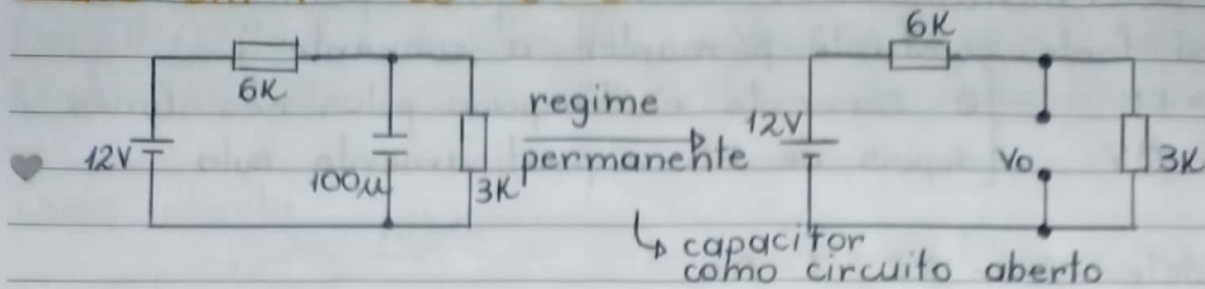 6K
12V
100µ
3K
regime
permanente
6K
12V
Vo
3K
↳ capacitor
como circuito aberto